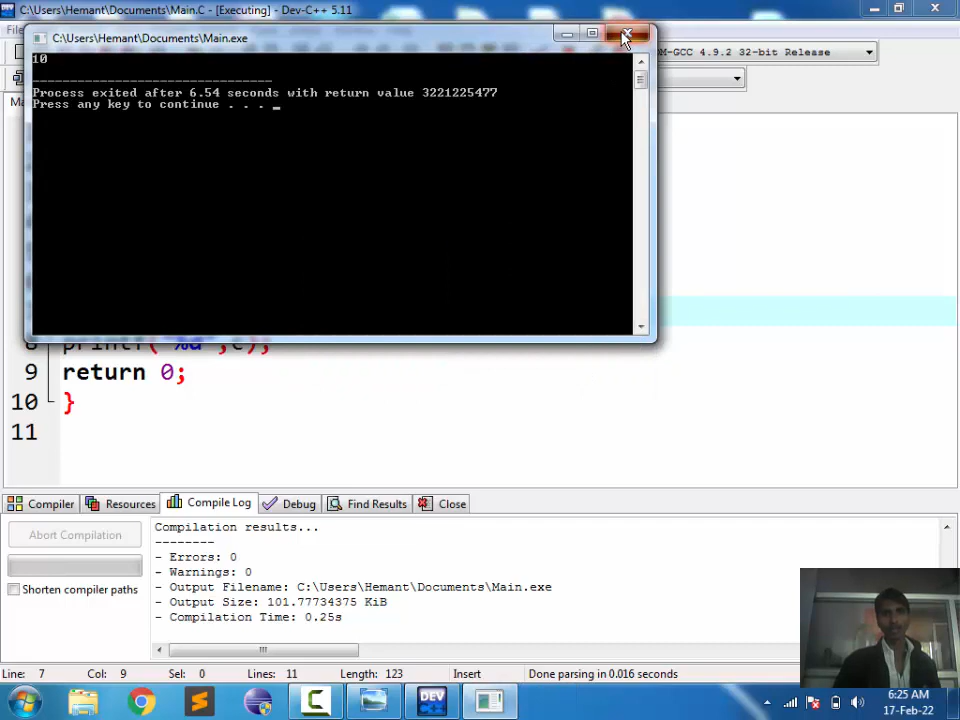 C:\Users\Hemant\Documents\Main.C - [Executing] - Dev-C++ 5.11
C:\Users\Hemant\Documents\Main.exe
10
--------------------------------
Process exited after 6.54 seconds with return value 3221225477
Press any key to continue . . . _
DM-GCC 4.9.2 32-bit Release
printf("%d",c);
9 return 0;
10 }
11
Compiler Resources Compile Log Debug Find Results Close
Abort Compilation
Shorten compiler paths
Compilation results...
--------
- Errors: 0
- Warnings: 0
- Output Filename: C:\Users\Hemant\Documents\Main.exe
- Output Size: 101.77734375 KiB
- Compilation Time: 0.25s
Line: 7 Col: 9 Sel: 0 Lines: 11 Length: 123 Insert Done parsing in 0.016 seconds
DEV C++
6:25 AM
17-Feb-22